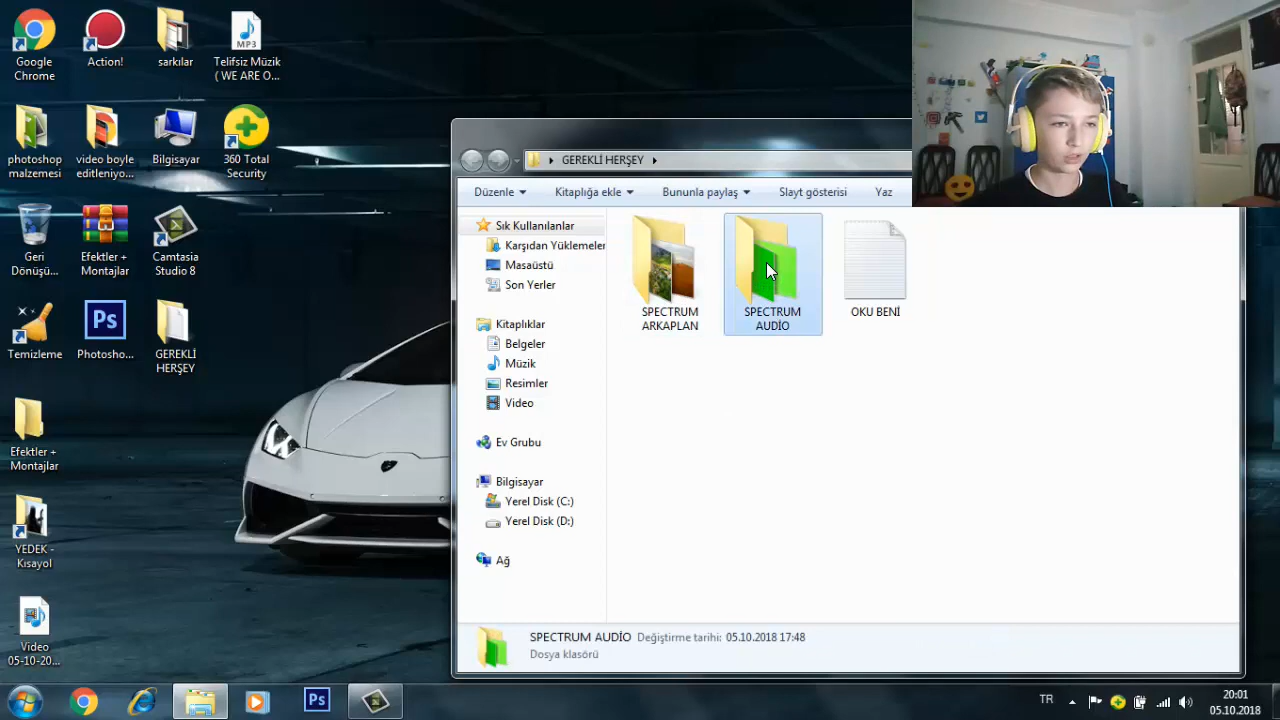 Google
Chrome
Action!
sarkılar
MP3
Telifsiz Müzik
( WE ARE O...
photoshop
malzemesi
video boyle
editleniyo...
Bilgisayar
360 Total
Security
Geri
Dönüşü...
Efektler +
Montajlar
Camtasia
Studio 8
Temizleme
Ps
Photosho...
GEREKLİ
HERŞEY
Efektler +
Montajlar
YEDEK -
Kısayol
Video
05-10-20...
GEREKLİ HERŞEY
Düzenle
Kitaplığa ekle
Bununla paylaş
Slayt gösterisi
Yaz
Sık Kullanılanlar
Karşıdan Yüklemeler
Masaüstü
Son Yerler
Kitaplıklar
Belgeler
Müzik
Resimler
Video
Ev Grubu
Bilgisayar
Yerel Disk (C:)
Yerel Disk (D:)
Ağ
SPECTRUM
ARKAPLAN
SPECTRUM
AUDİO
OKU BENİ
SPECTRUM AUDİO Değiştirme tarihi: 05.10.2018 17:48
Dosya klasörü
Ps
TR
20:01
05.10.2018